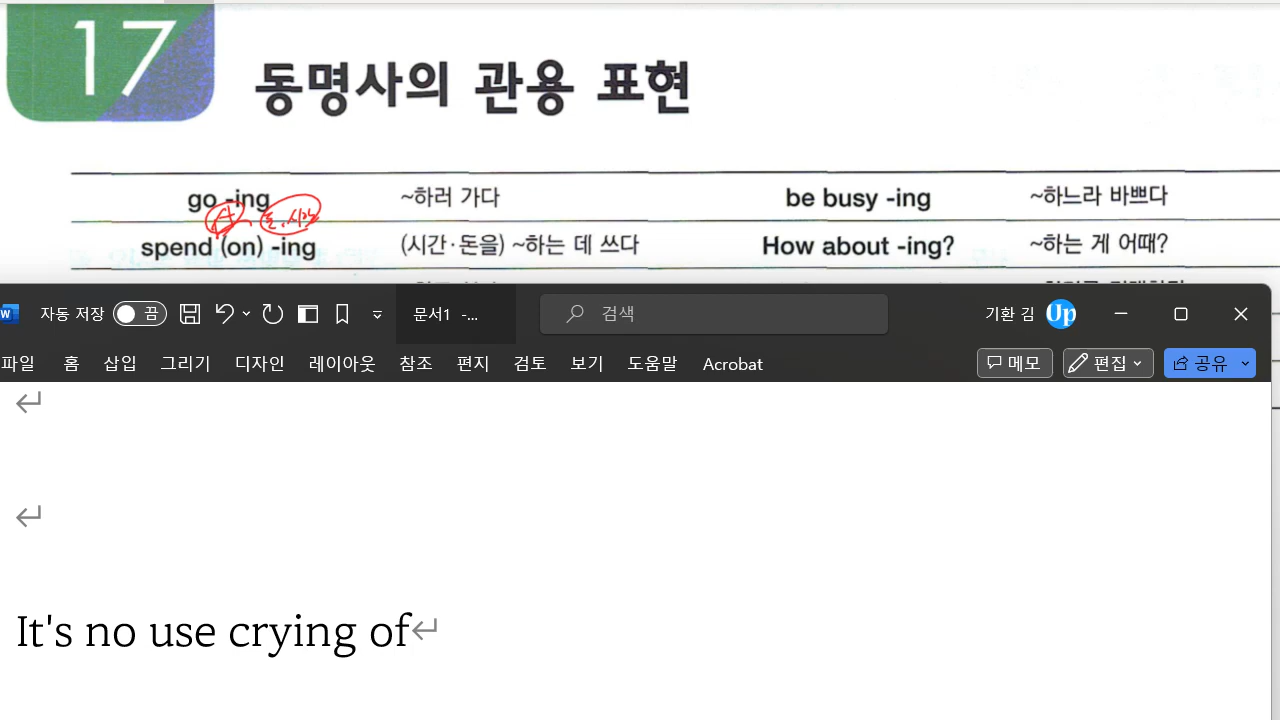 17 동명사의 관용 표현
go -ing ~하러 가다 be busy -ing ~하느라 바쁘다
spend (on) -ing (시간·돈을) ~하는 데 쓰다 How about -ing? ~하는 게 어때?
자동 저장 끔 문서1 -... 검색 기환 김 Up
파일 홈 삽입 그리기 디자인 레이아웃 참조 편지 검토 보기 도움말 Acrobat 메모 편집 공유
It's no use crying of